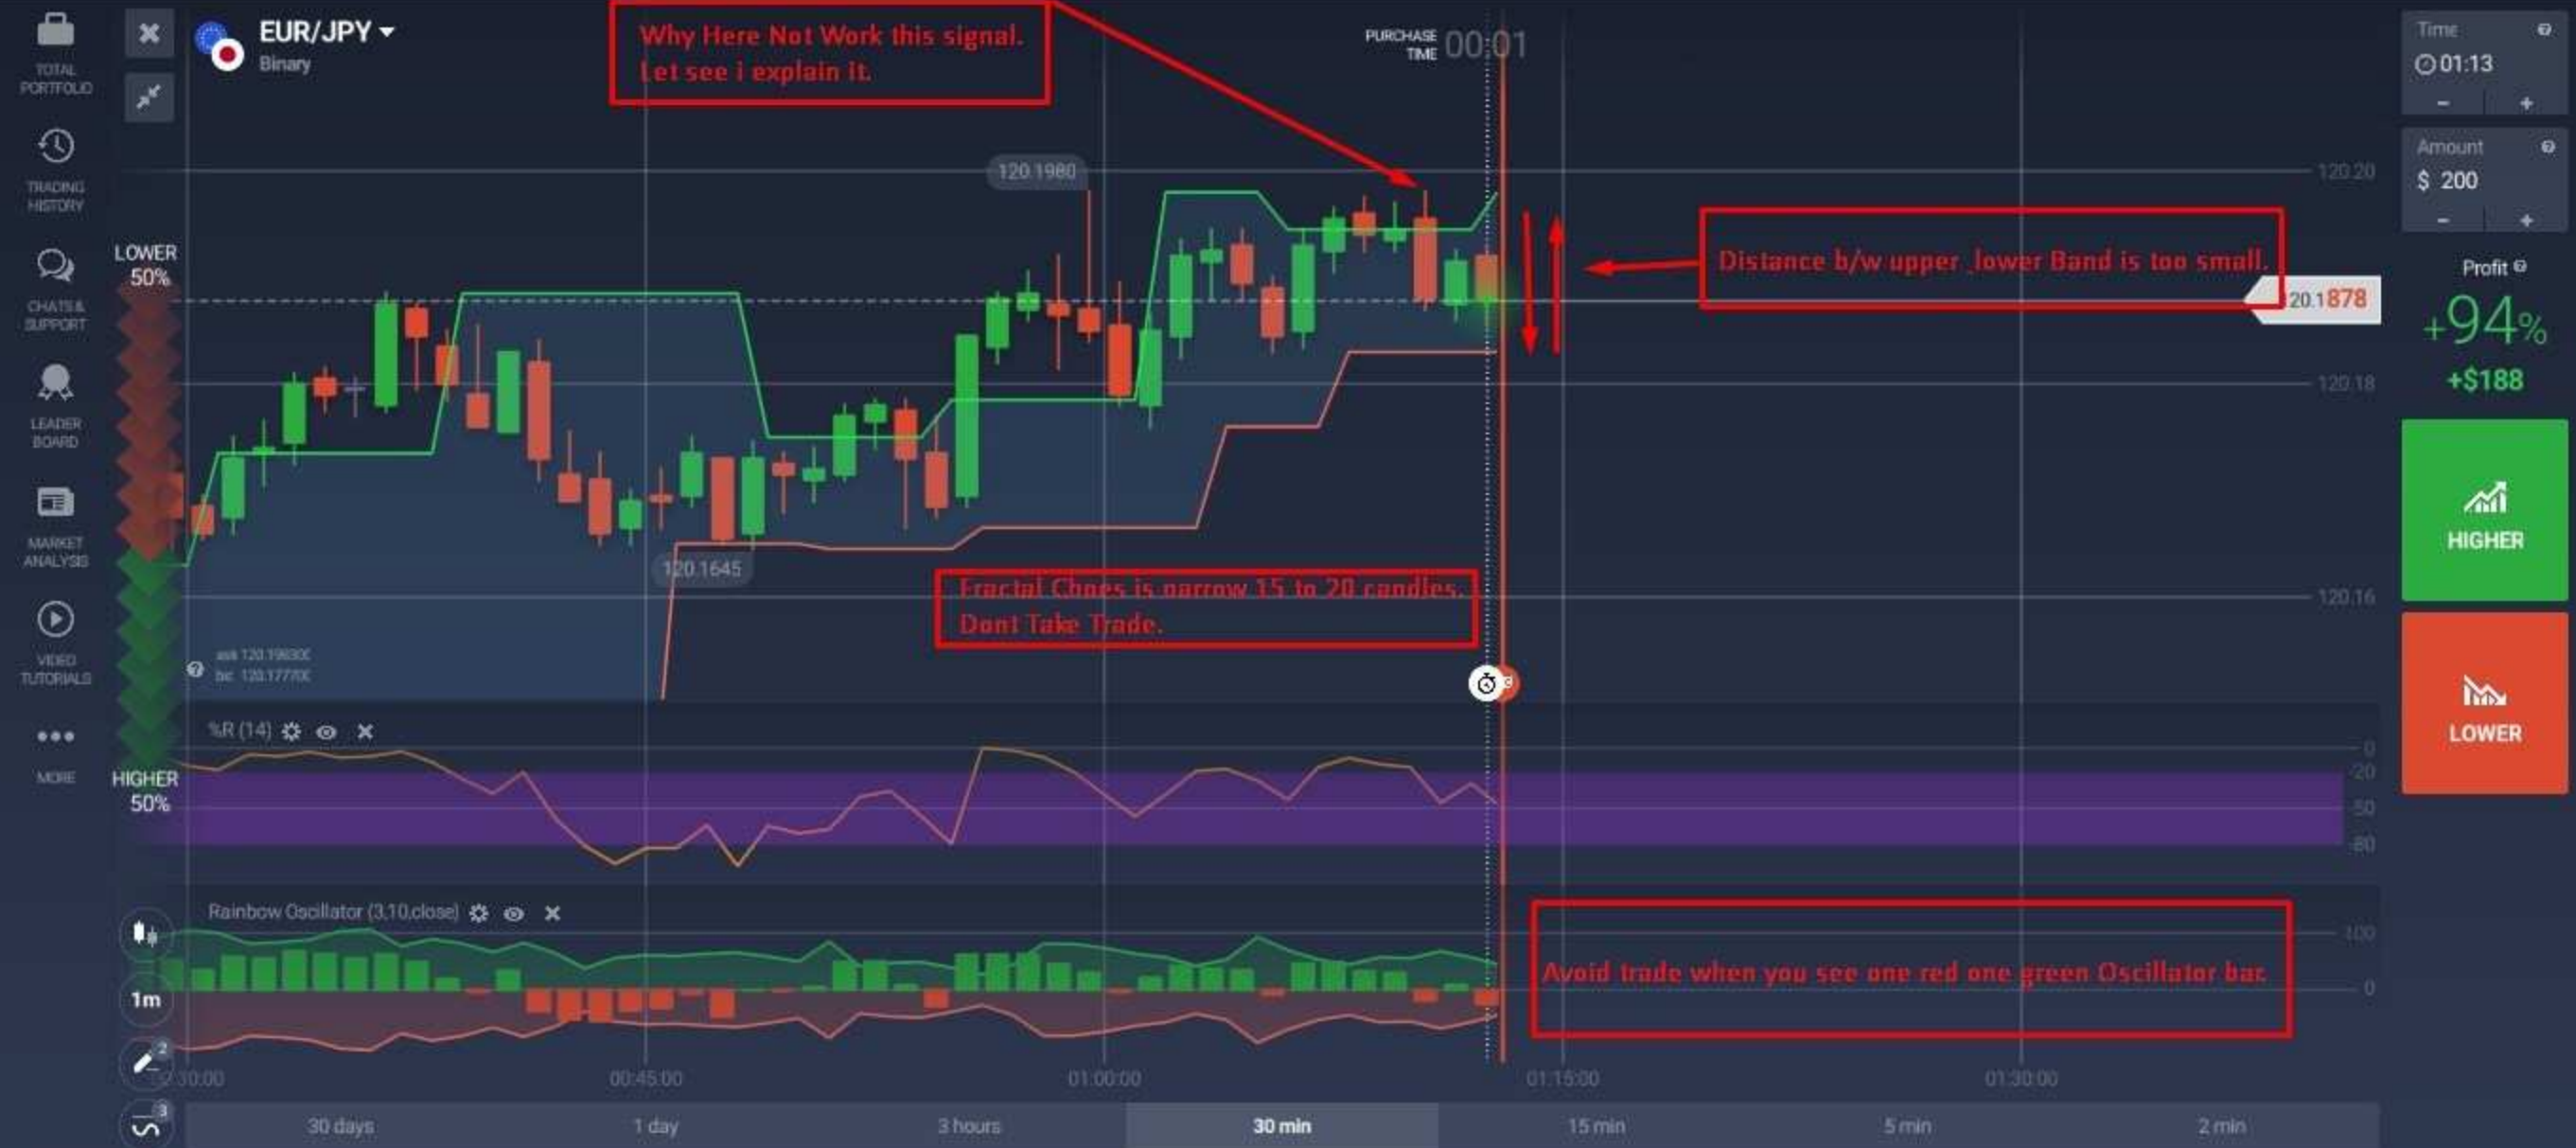 TOTAL
PORTFOLIO
TRADING
HISTORY
CHATS &
SUPPORT
LEADER
BOARD
MARKET
ANALYSIS
VIDEO
TUTORIALS
MORE
EUR/JPY
Binary
Why Here Not Work this signal.
Let see i explain it.
PURCHASE
TIME
00:01
120.1980
120.20
LOWER
50%
Distance b/w upper lower Band is too small.
120.1878
120.18
120.1645
Fractal Choes is narrow 15 to 20 candles.
Dont Take Trade.
120.16
%R (14)
0
-20
-50
-80
HIGHER
50%
Rainbow Oscillator (3,10,close)
100
0
Avoid trade when you see one red one green Oscillator bar.
1m
2
3
00:45:00
01:00:00
01:15:00
01:30:00
30 days
1 day
3 hours
30 min
15 min
5 min
2 min
Time
01:13
- +
Amount
$ 200
- +
Profit
+94%
+$188
HIGHER
LOWER